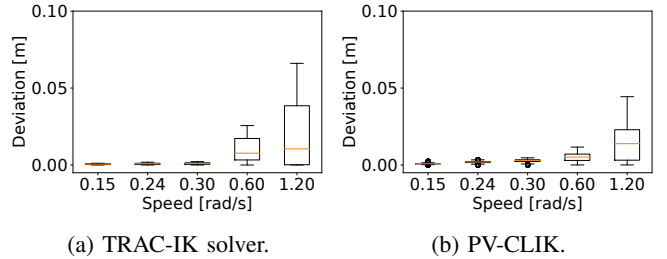 0.10
0.05
0.00
Deviation [m]
0.15 0.24 0.30 0.60 1.20
Speed [rad/s]
(a) TRAC-IK solver.
0.10
0.05
0.00
Deviation [m]
0.15 0.24 0.30 0.60 1.20
Speed [rad/s]
(b) PV-CLIK.